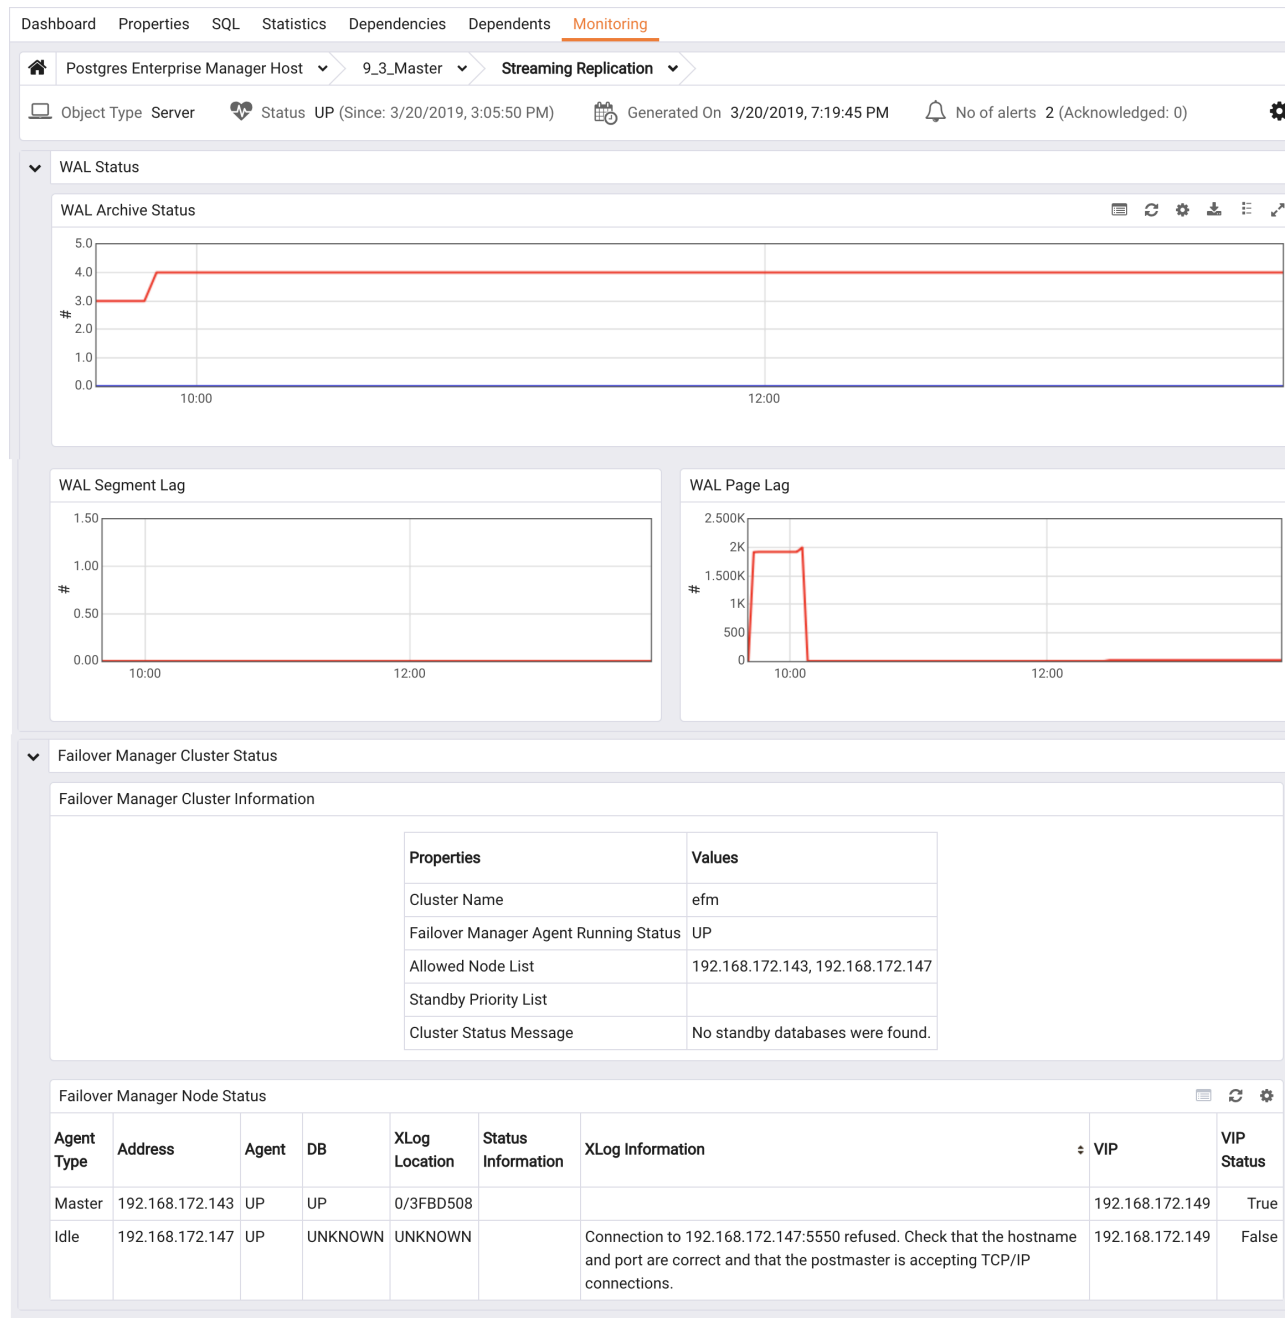 Dashboard Properties SQL Statistics Dependencies Dependents Monitoring
Postgres Enterprise Manager Host 9_3_Master Streaming Replication
Object Type Server Status UP (Since: 3/20/2019, 3:05:50 PM) Generated On 3/20/2019, 7:19:45 PM No of alerts 2 (Acknowledged: 0)
WAL Status
WAL Archive Status
5.0
4.0
3.0
#
2.0
1.0
0.0
10:00 12:00
WAL Segment Lag
1.50
1.00
#
0.50
0.00
10:00 12:00
WAL Page Lag
2.500K
2K
1.500K
#
1K
500
0
10:00 12:00
Failover Manager Cluster Status
Failover Manager Cluster Information
Properties Values
Cluster Name efm
Failover Manager Agent Running Status UP
Allowed Node List 192.168.172.143, 192.168.172.147
Standby Priority List
Cluster Status Message No standby databases were found.
Failover Manager Node Status
Agent Type Address Agent DB XLog Location Status Information XLog Information VIP VIP Status
Master 192.168.172.143 UP UP 0/3FBD508 192.168.172.149 True
Idle 192.168.172.147 UP UNKNOWN UNKNOWN Connection to 192.168.172.147:5550 refused. Check that the hostname 192.168.172.149 False
and port are correct and that the postmaster is accepting TCP/IP
connections.